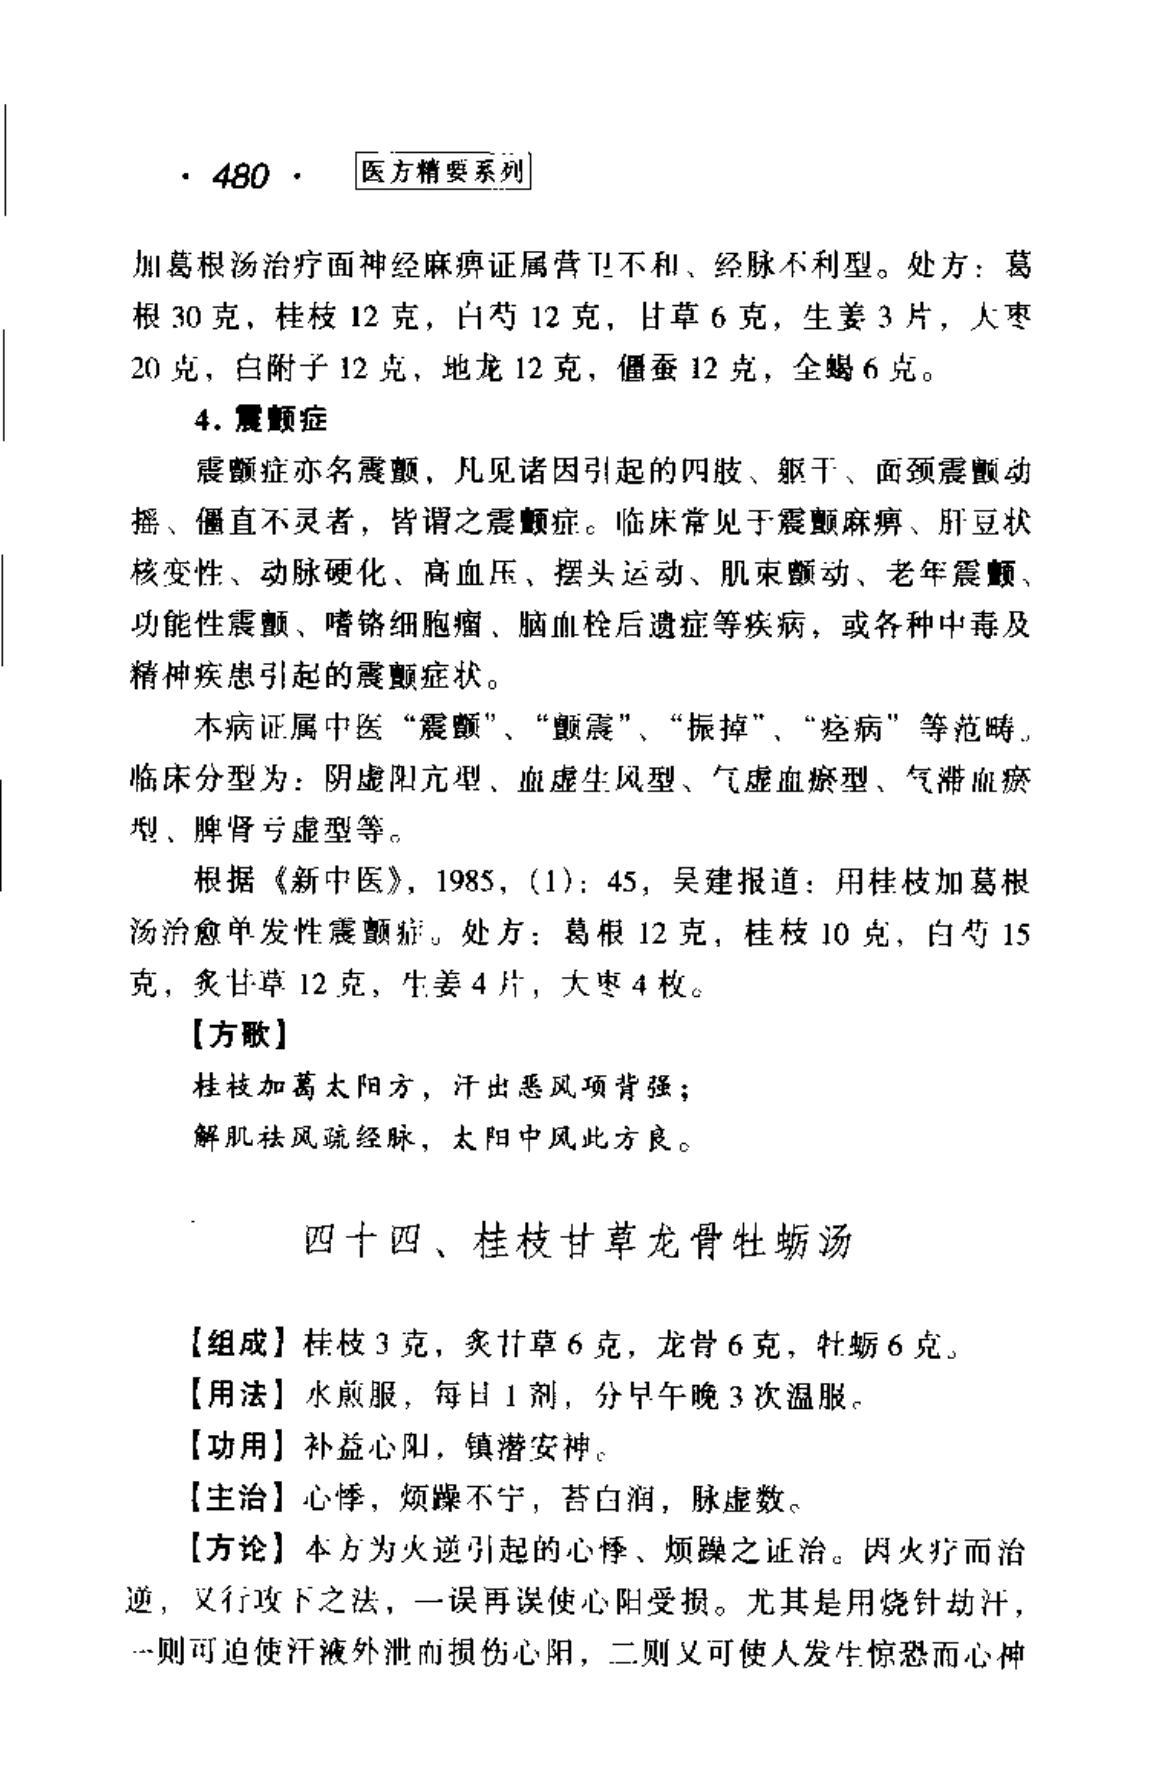 · 480 · 医方精要系列
加葛根汤治疗面神经麻痹证属营卫不和、经脉不利型。处方：葛
根 30 克，桂枝 12 克，白芍 12 克，甘草 6 克，生姜 3 片，大枣
20 克，白附子 12 克，地龙 12 克，僵蚕 12 克，全蝎 6 克。
4. 震颤症
震颤症亦名震颤，凡见诸因引起的四肢、躯干、面颈震颤动
摇、僵直不灵者，皆谓之震颤症。临床常见于震颤麻痹、肝豆状
核变性、动脉硬化、高血压、摆头运动、肌束颤动、老年震颤、
功能性震颤、嗜铬细胞瘤、脑血栓后遗症等疾病，或各种中毒及
精神疾患引起的震颤症状。
本病证属中医“震颤”、“颤震”、“振掉”、“痉病”等范畴。
临床分型为：阴虚阳亢型、血虚生风型、气虚血瘀型、气滞血瘀
型、脾肾亏虚型等。
根据《新中医》，1985，(1)：45，吴建报道：用桂枝加葛根
汤治愈单发性震颤症。处方：葛根 12 克，桂枝 10 克，白芍 15
克，炙甘草 12 克，生姜 4 片，大枣 4 枚。
【方歌】
桂枝加葛太阳方，汗出恶风项背强；
解肌祛风疏经脉，太阳中风此方良。
四十四、桂枝甘草龙骨牡蛎汤
【组成】桂枝 3 克，炙甘草 6 克，龙骨 6 克，牡蛎 6 克。
【用法】水煎服，每日 1 剂，分早午晚 3 次温服。
【功用】补益心阳，镇潜安神。
【主治】心悸，烦躁不宁，苔白润，脉虚数。
【方论】本方为火逆引起的心悸、烦躁之证治。因火疗而治
逆，又行攻下之法，一误再误使心阳受损。尤其是用烧针劫汗，
一则可迫使汗液外泄而损伤心阳，二则又可使人发生惊恐而心神